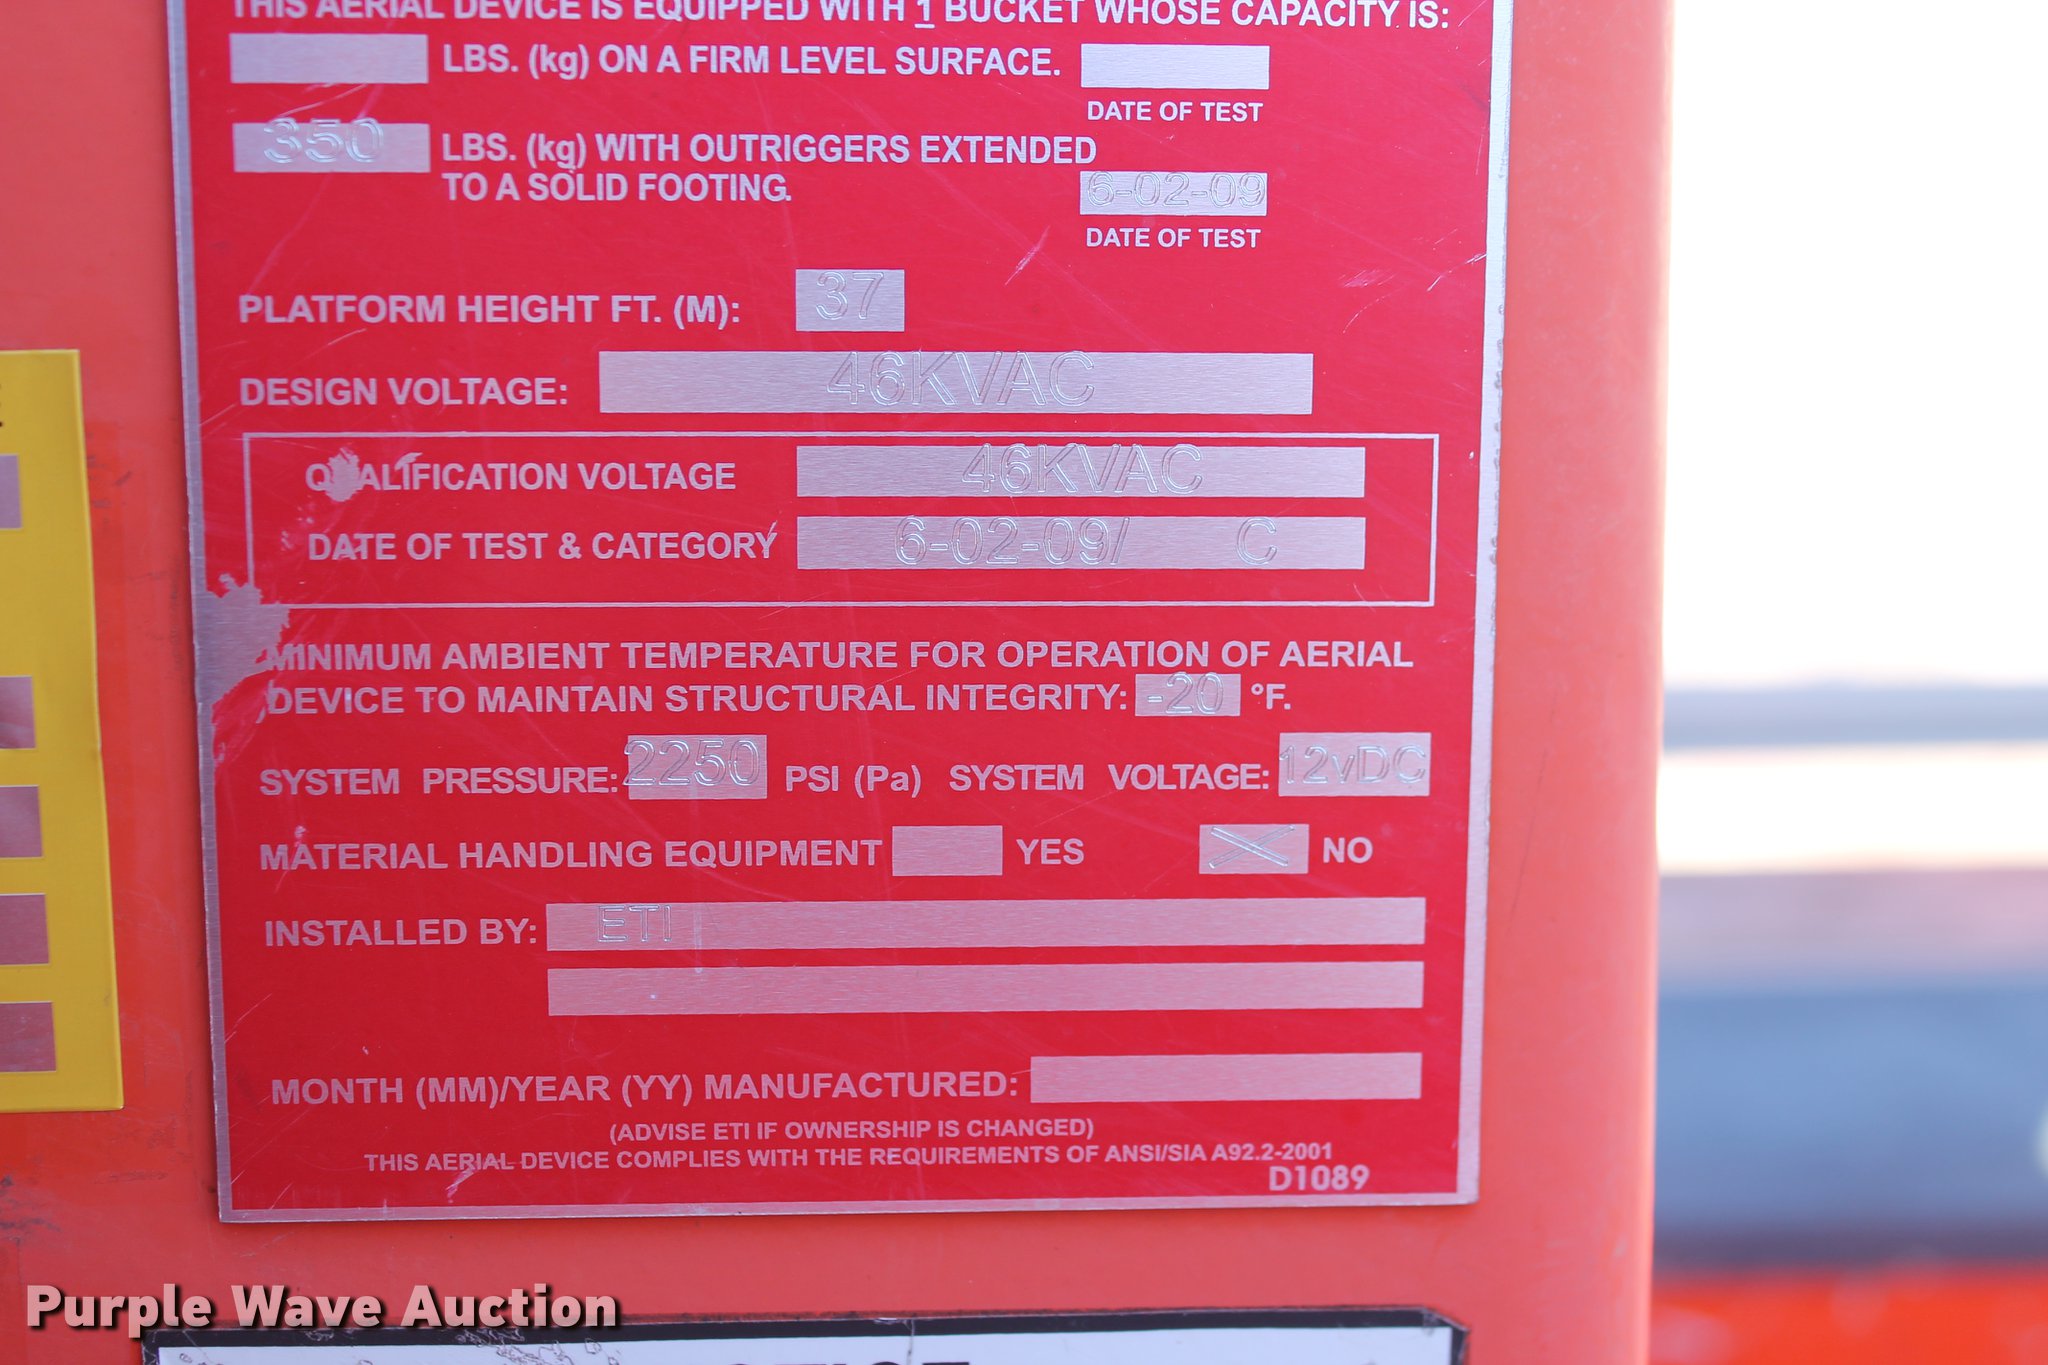 THIS AERIAL DEVICE IS EQUIPPED WITH 1 BUCKET WHOSE CAPACITY IS:
LBS. (kg) ON A FIRM LEVEL SURFACE.
DATE OF TEST
350 LBS. (kg) WITH OUTRIGGERS EXTENDED
TO A SOLID FOOTING. 6-02-09
DATE OF TEST
PLATFORM HEIGHT FT. (M): 37
DESIGN VOLTAGE: 46KVAC
QUALIFICATION VOLTAGE 46KVAC
DATE OF TEST & CATEGORY 6-02-09/ C
MINIMUM AMBIENT TEMPERATURE FOR OPERATION OF AERIAL
DEVICE TO MAINTAIN STRUCTURAL INTEGRITY: -20 °F.
SYSTEM PRESSURE: 2250 PSI (Pa) SYSTEM VOLTAGE: 12vDC
MATERIAL HANDLING EQUIPMENT YES X NO
INSTALLED BY: ETI
MONTH (MM)/YEAR (YY) MANUFACTURED:
(ADVISE ETI IF OWNERSHIP IS CHANGED)
THIS AERIAL DEVICE COMPLIES WITH THE REQUIREMENTS OF ANSI/SIA A92.2-2001
D1089
Purple Wave Auction